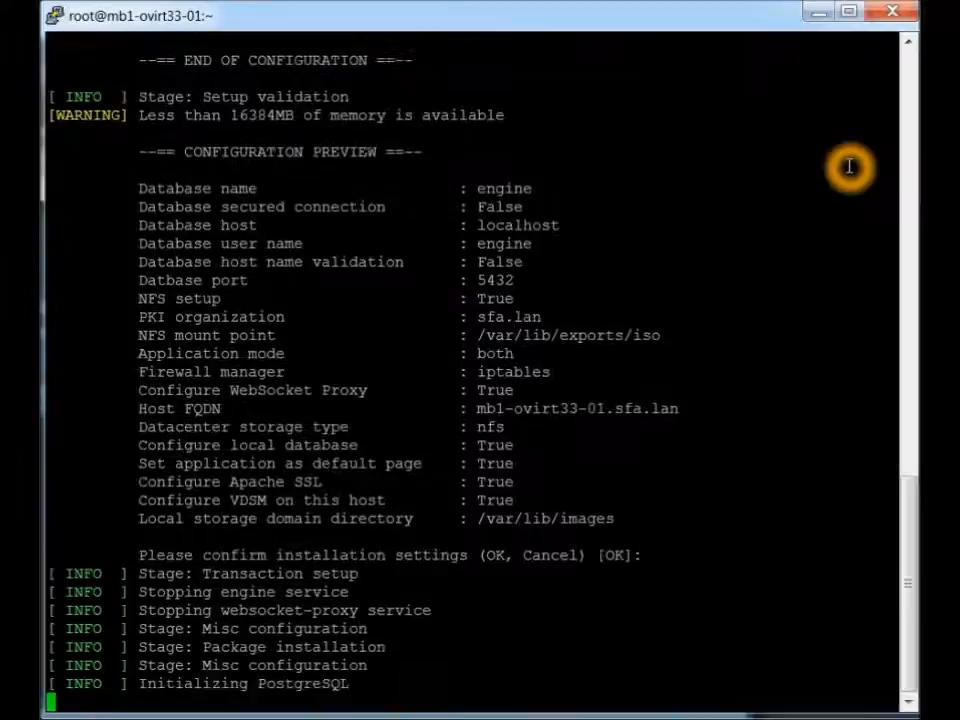 root@mb1-ovirt33-01:~
--== END OF CONFIGURATION ==--
[ INFO  ] Stage: Setup validation
[WARNING] Less than 16384MB of memory is available
--== CONFIGURATION PREVIEW ==--
Database name : engine
Database secured connection : False
Database host : localhost
Database user name : engine
Database host name validation : False
Datbase port : 5432
NFS setup : True
PKI organization : sfa.lan
NFS mount point : /var/lib/exports/iso
Application mode : both
Firewall manager : iptables
Configure WebSocket Proxy : True
Host FQDN : mb1-ovirt33-01.sfa.lan
Datacenter storage type : nfs
Configure local database : True
Set application as default page : True
Configure Apache SSL : True
Configure VDSM on this host : True
Local storage domain directory : /var/lib/images
Please confirm installation settings (OK, Cancel) [OK]:
[ INFO  ] Stage: Transaction setup
[ INFO  ] Stopping engine service
[ INFO  ] Stopping websocket-proxy service
[ INFO  ] Stage: Misc configuration
[ INFO  ] Stage: Package installation
[ INFO  ] Stage: Misc configuration
[ INFO  ] Initializing PostgreSQL